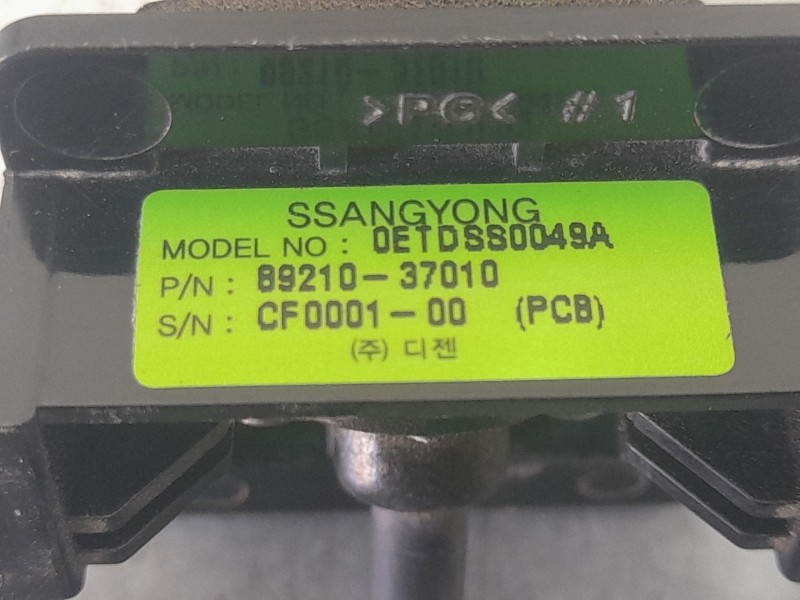 >PC< #1
SSANGYONG
MODEL NO : 0ETDSS0049A
P/N : 89210-37010
S/N : CF0001-00 (PCB)
(주) 디젠